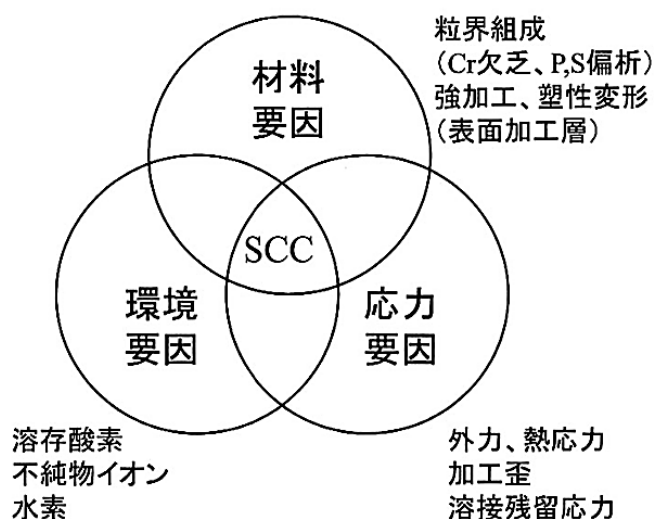 粒界組成
（Cr欠乏、P,S偏析）
強加工、塑性変形
（表面加工層）
材料
要因
SCC
環境
要因
応力
要因
溶存酸素
不純物イオン
水素
外力、熱応力
加工歪
溶接残留応力